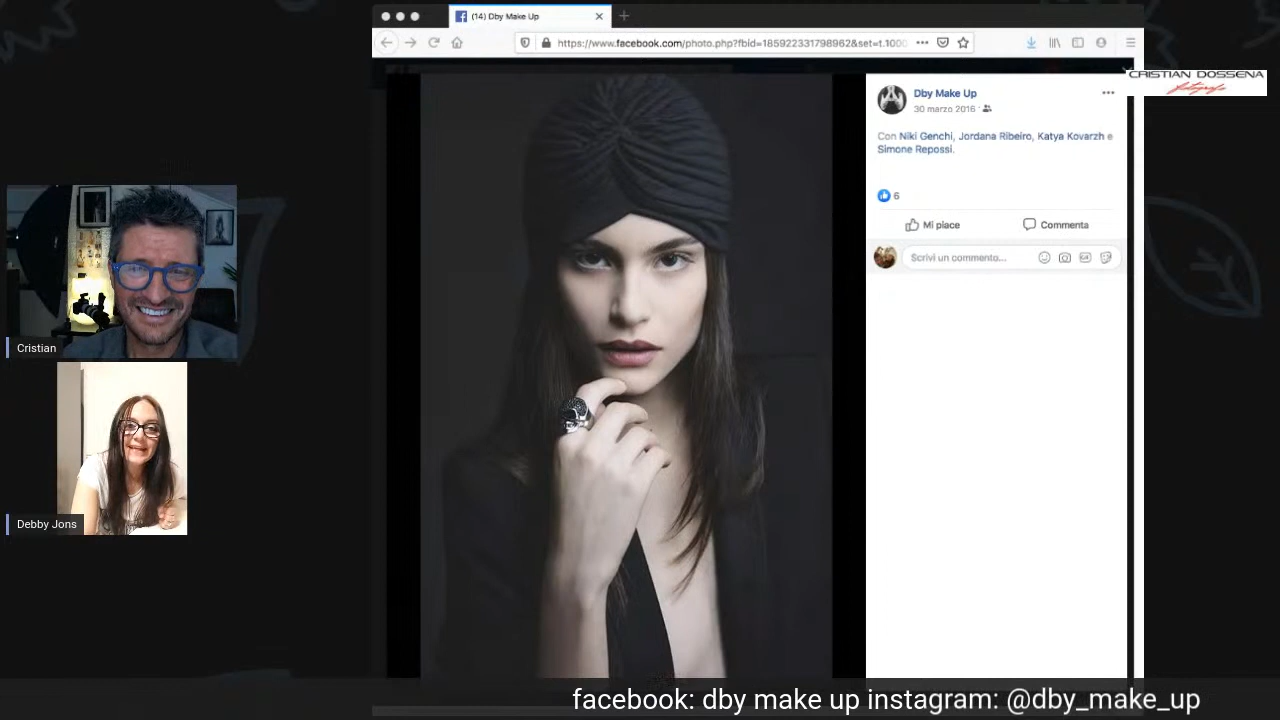 (14) Dby Make Up
https://www.facebook.com/photo.php?fbid=185922331798962&set=t.1000
CRISTIAN DOSSENA
fotografo
Dby Make Up
30 marzo 2016
Con Niki Genchi, Jordana Ribeiro, Katya Kovarzh e
Simone Repossi.
6
Mi piace
Commenta
Scrivi un commento...
GIF
Cristian
Debby Jons
facebook: dby make up instagram: @dby_make_up